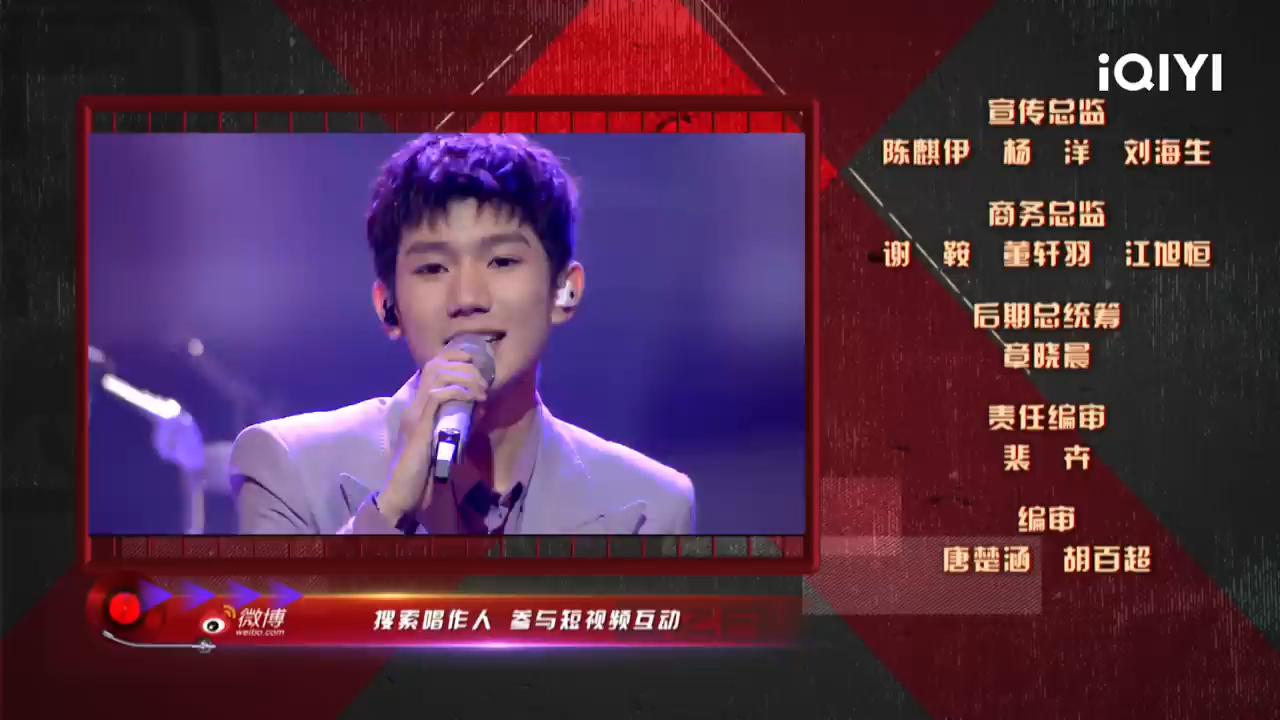 iQIYI
宣传总监
陈麒伊 杨 洋 刘海生
商务总监
谢 鞍 董轩羽 江旭恒
后期总统筹
章晓晨
责任编审
裴 卉
编审
唐楚涵 胡百超
微博
weibo.com
搜索唱作人 参与短视频互动